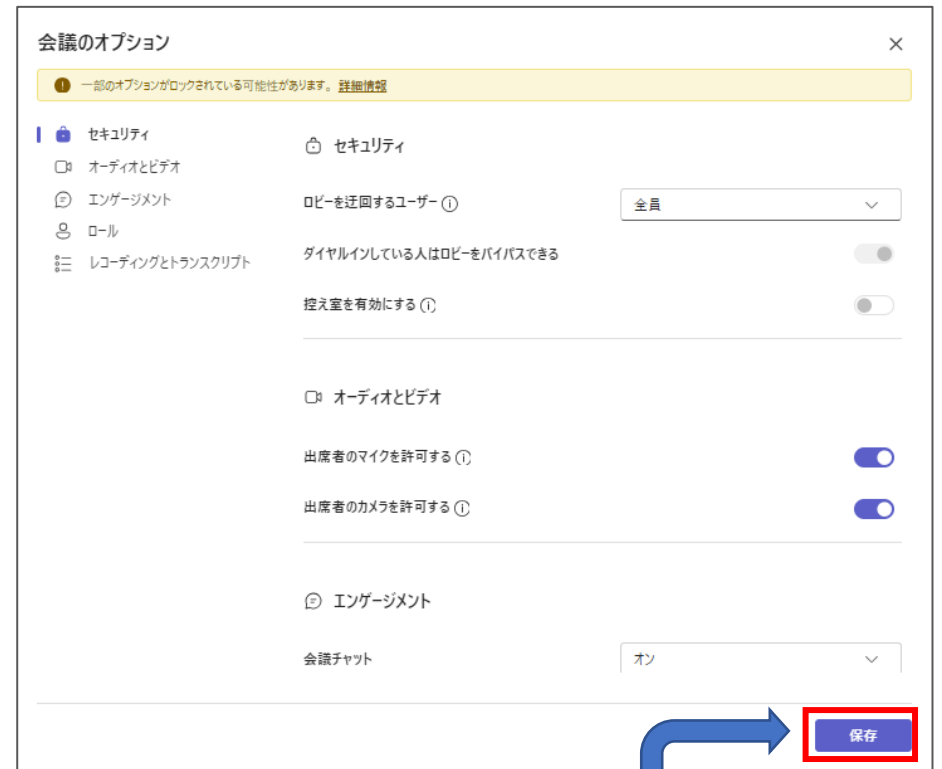 会議のオプション
一部のオプションがロックされている可能性があります。詳細情報
セキュリティ
オーディオとビデオ
エンゲージメント
ロール
レコーディングとトランスクリプト
セキュリティ
ロビーを迂回するユーザー
全員
ダイヤルインしている人はロビーをバイパスできる
控え室を有効にする
オーディオとビデオ
出席者のマイクを許可する
出席者のカメラを許可する
エンゲージメント
会議チャット
オン
保存